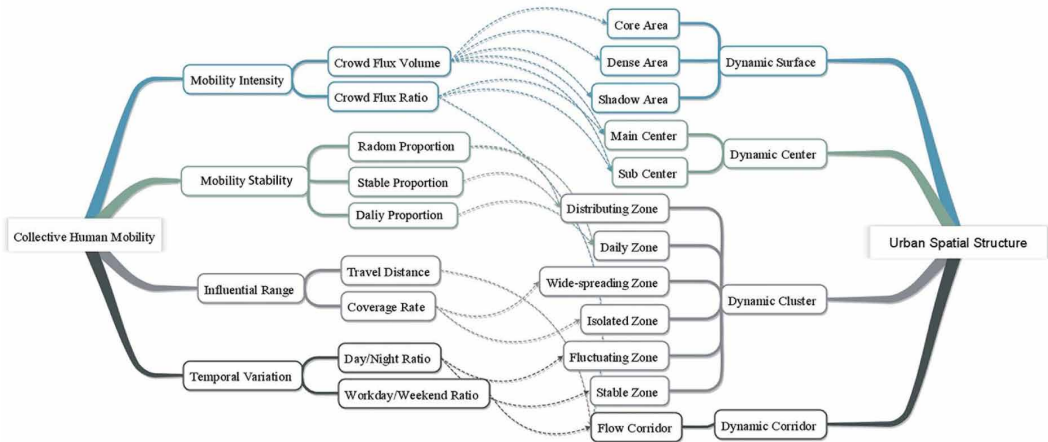 Collective Human Mobility
Mobility Intensity
Crowd Flux Volume
Crowd Flux Ratio
Mobility Stability
Radom Proportion
Stable Proportion
Daliy Proportion
Influential Range
Travel Distance
Coverage Rate
Temporal Variation
Day/Night Ratio
Workday/Weekend Ratio
Core Area
Dense Area
Shadow Area
Dynamic Surface
Main Center
Sub Center
Dynamic Center
Distributing Zone
Daily Zone
Wide-spreading Zone
Isolated Zone
Fluctuating Zone
Stable Zone
Dynamic Cluster
Flow Corridor
Dynamic Corridor
Urban Spatial Structure